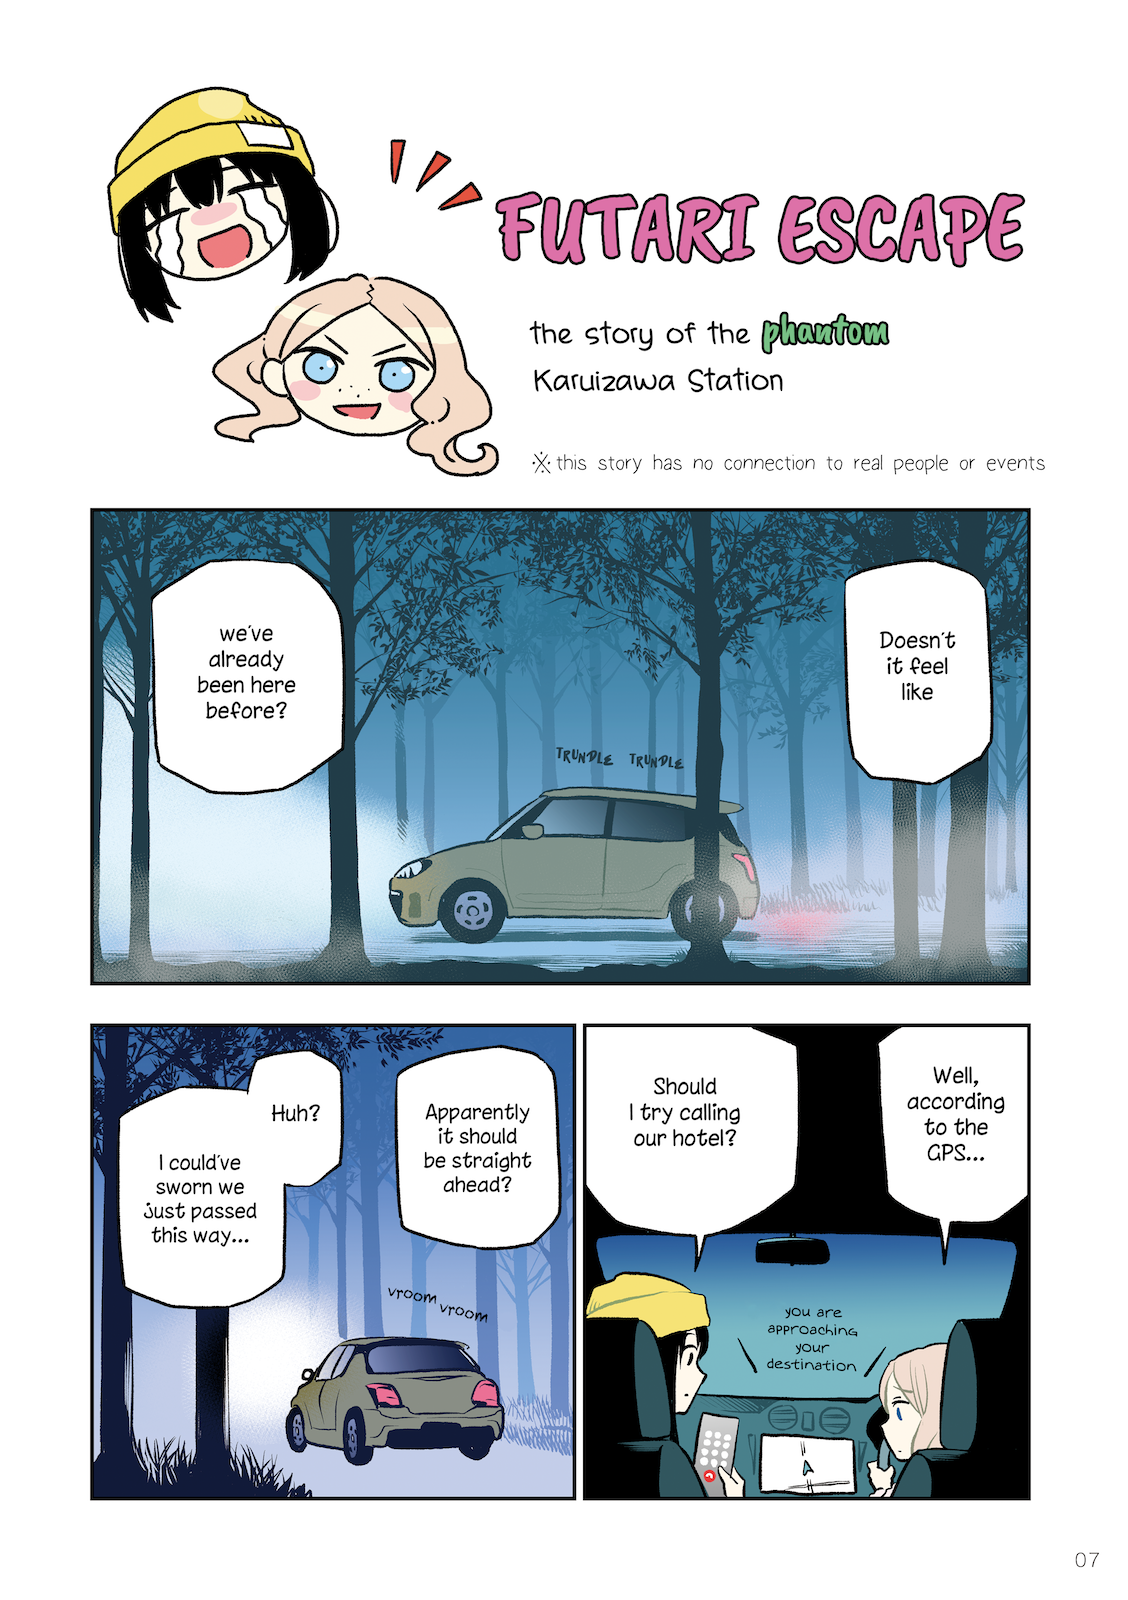 FUTARI ESCAPE
the story of the phantom
Karuizawa Station
※this story has no connection to real people or events
Doesn't
it feel
like
we've
already
been here
before?
TRUNDLE TRUNDLE
Well,
according
to the
GPS...
Should
I try calling
our hotel?
you are
approaching
your
destination
Apparently
it should
be straight
ahead?
Huh?
I could've
sworn we
just passed
this way...
vroom vroom
07